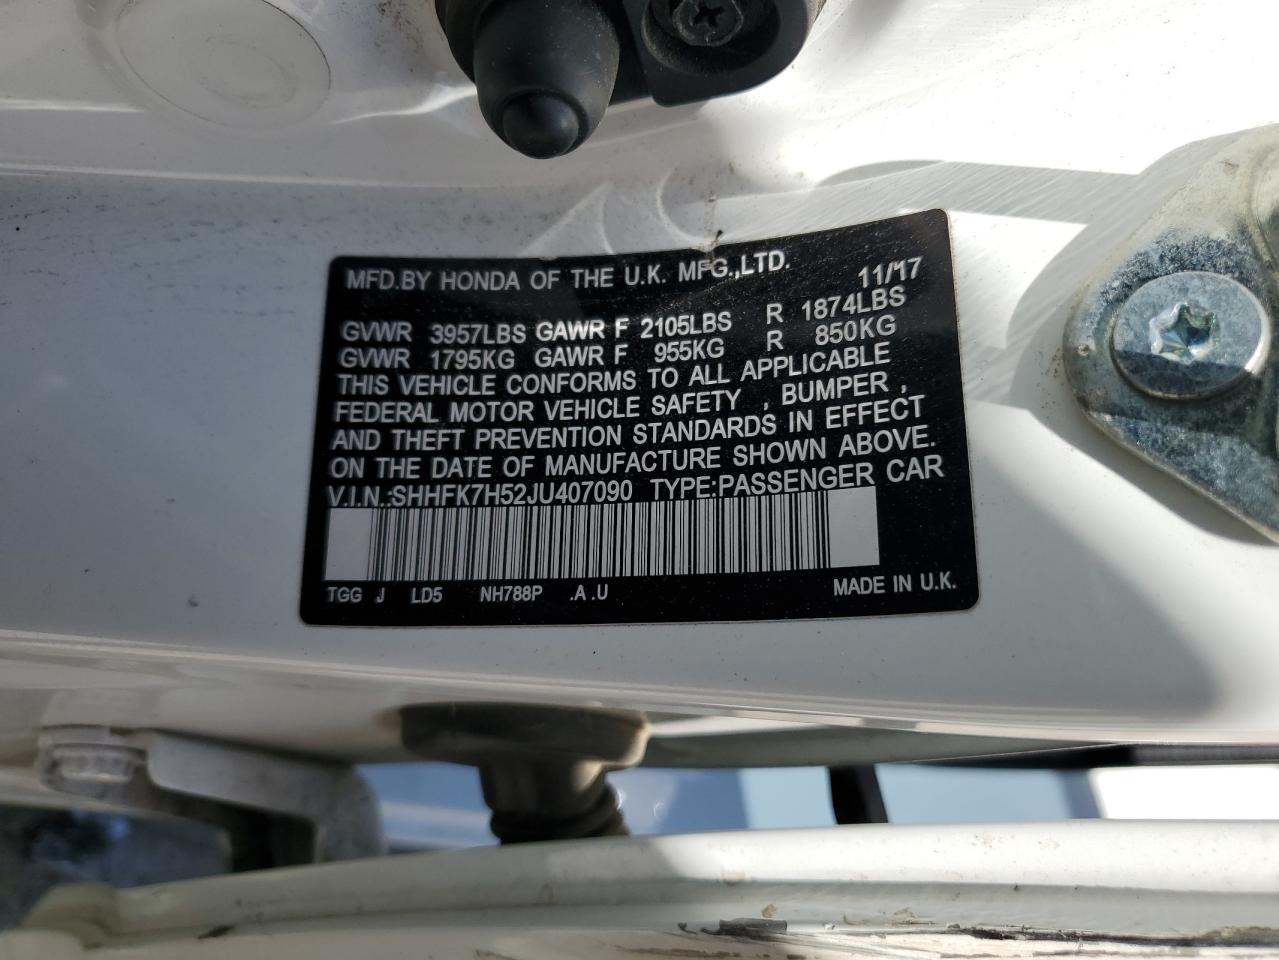 MFD.BY HONDA OF THE U.K. MFG.,LTD. 11/17
GVWR 3957LBS GAWR F 2105LBS R 1874LBS
GVWR 1795KG GAWR F 955KG R 850KG
THIS VEHICLE CONFORMS TO ALL APPLICABLE
FEDERAL MOTOR VEHICLE SAFETY , BUMPER ,
AND THEFT PREVENTION STANDARDS IN EFFECT
ON THE DATE OF MANUFACTURE SHOWN ABOVE.
V.I.N.:SHHFK7H52JU407090 TYPE:PASSENGER CAR
TGG J LD5 NH788P .A .U MADE IN U.K.